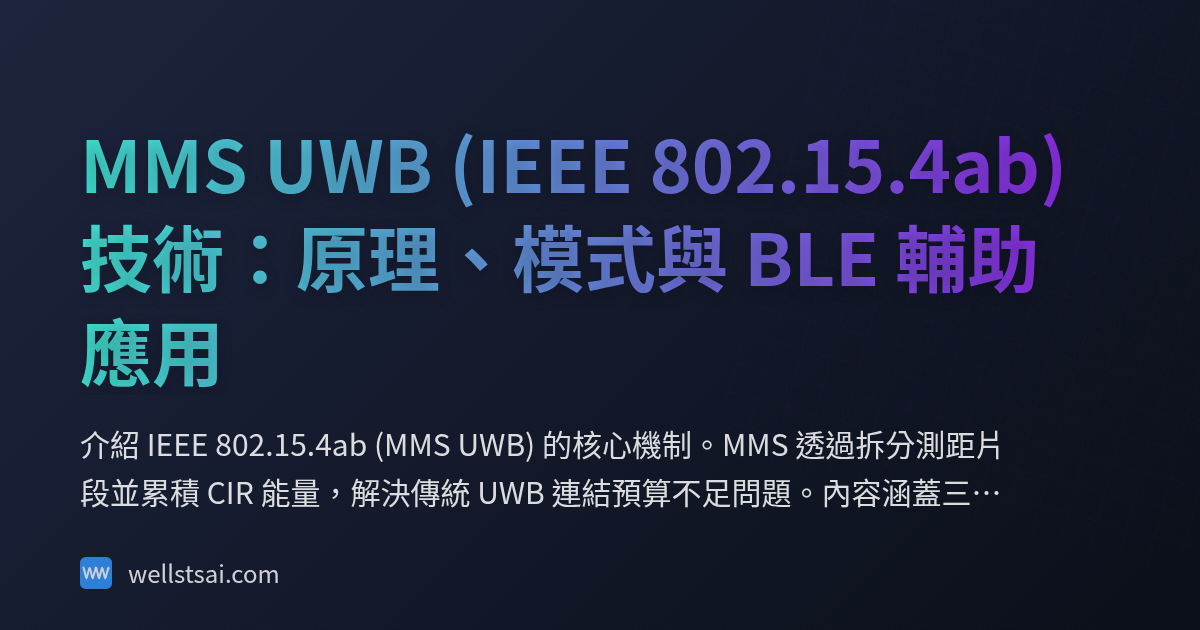 MMS UWB (IEEE 802.15.4ab)
技術：原理、模式與 BLE 輔助
應用
介紹 IEEE 802.15.4ab (MMS UWB) 的核心機制。MMS 透過拆分測距片
段並累積 CIR 能量，解決傳統 UWB 連結預算不足問題。內容涵蓋三…
wellstsai.com